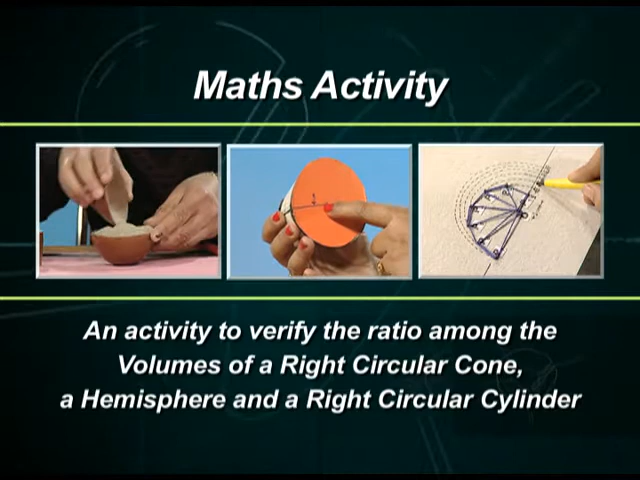 Maths Activity
An activity to verify the ratio among the
Volumes of a Right Circular Cone,
a Hemisphere and a Right Circular Cylinder